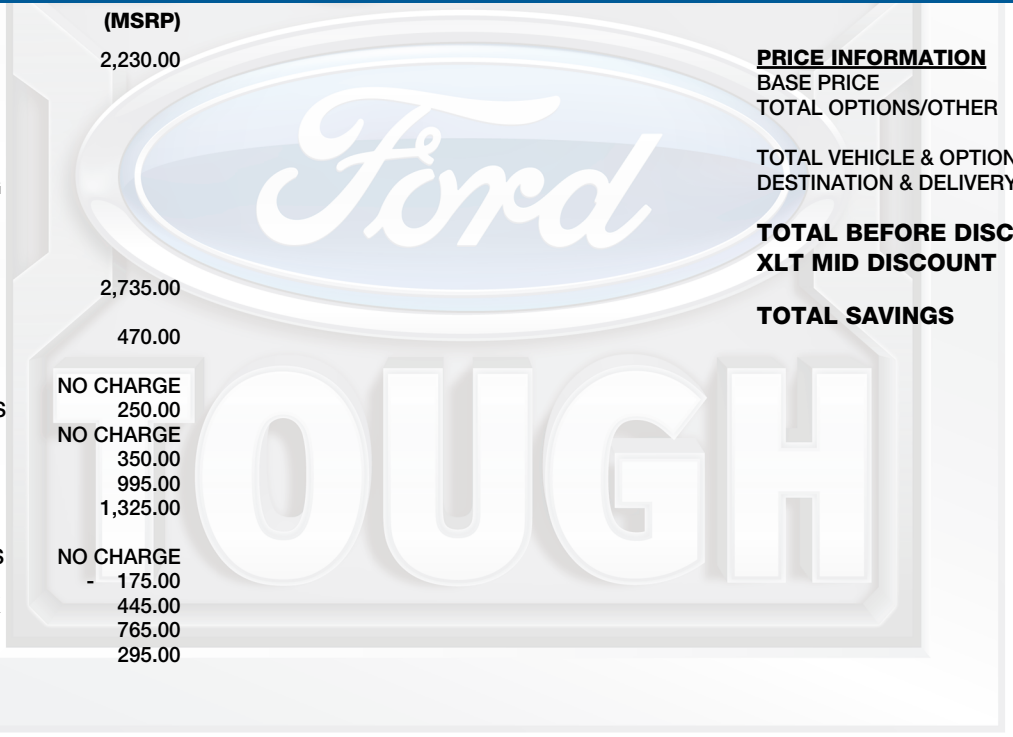 (MSRP)
2,230.00
2,735.00
470.00
NO CHARGE
S 250.00
NO CHARGE
350.00
995.00
1,325.00
S NO CHARGE
- 175.00
445.00
765.00
295.00
PRICE INFORMATION
BASE PRICE
TOTAL OPTIONS/OTHER
TOTAL VEHICLE & OPTION
DESTINATION & DELIVERY
TOTAL BEFORE DISC
XLT MID DISCOUNT
TOTAL SAVINGS
Ford
TOUGH